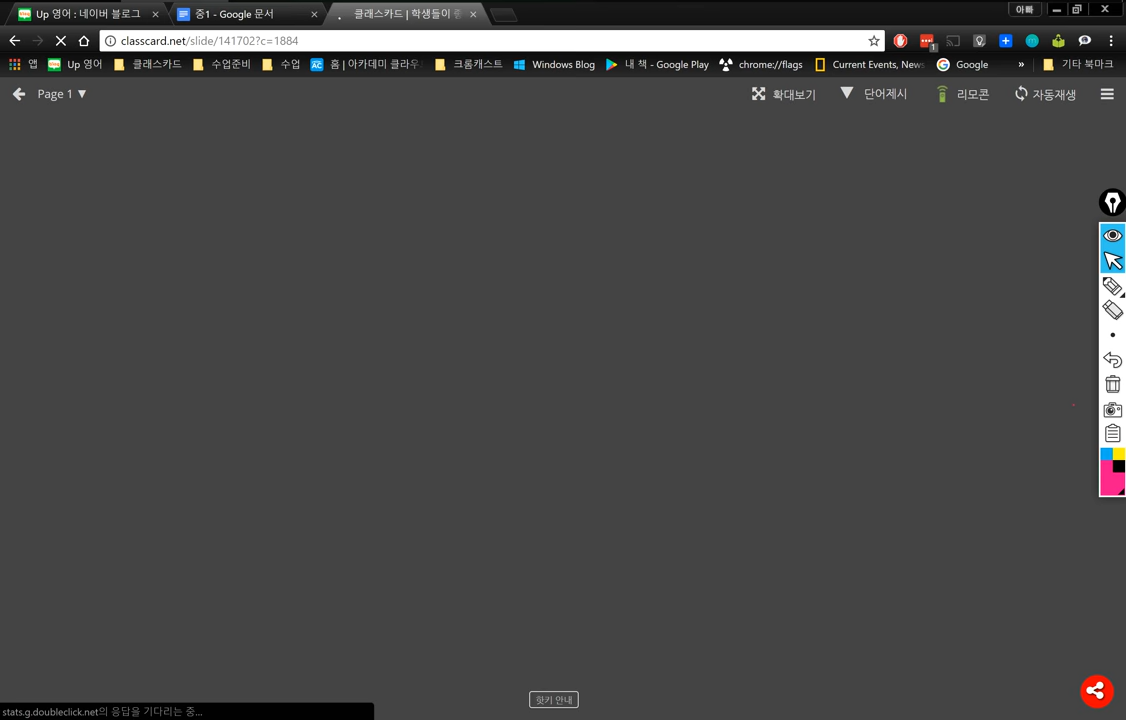 Up 영어 : 네이버 블로그
중1 - Google 문서
클래스카드 | 학생들이
아빠
classcard.net/slide/141702?c=1884
1
앱
Up 영어
클래스카드
수업준비
수업
홈 | 아카데미 클라우
크롬캐스트
Windows Blog
내 책 - Google Play
chrome://flags
Current Events, News
Google
»
기타 북마크
Page 1 ▼
확대보기
단어제시
리모콘
자동재생
핫키 안내
stats.g.doubleclick.net의 응답을 기다리는 중...